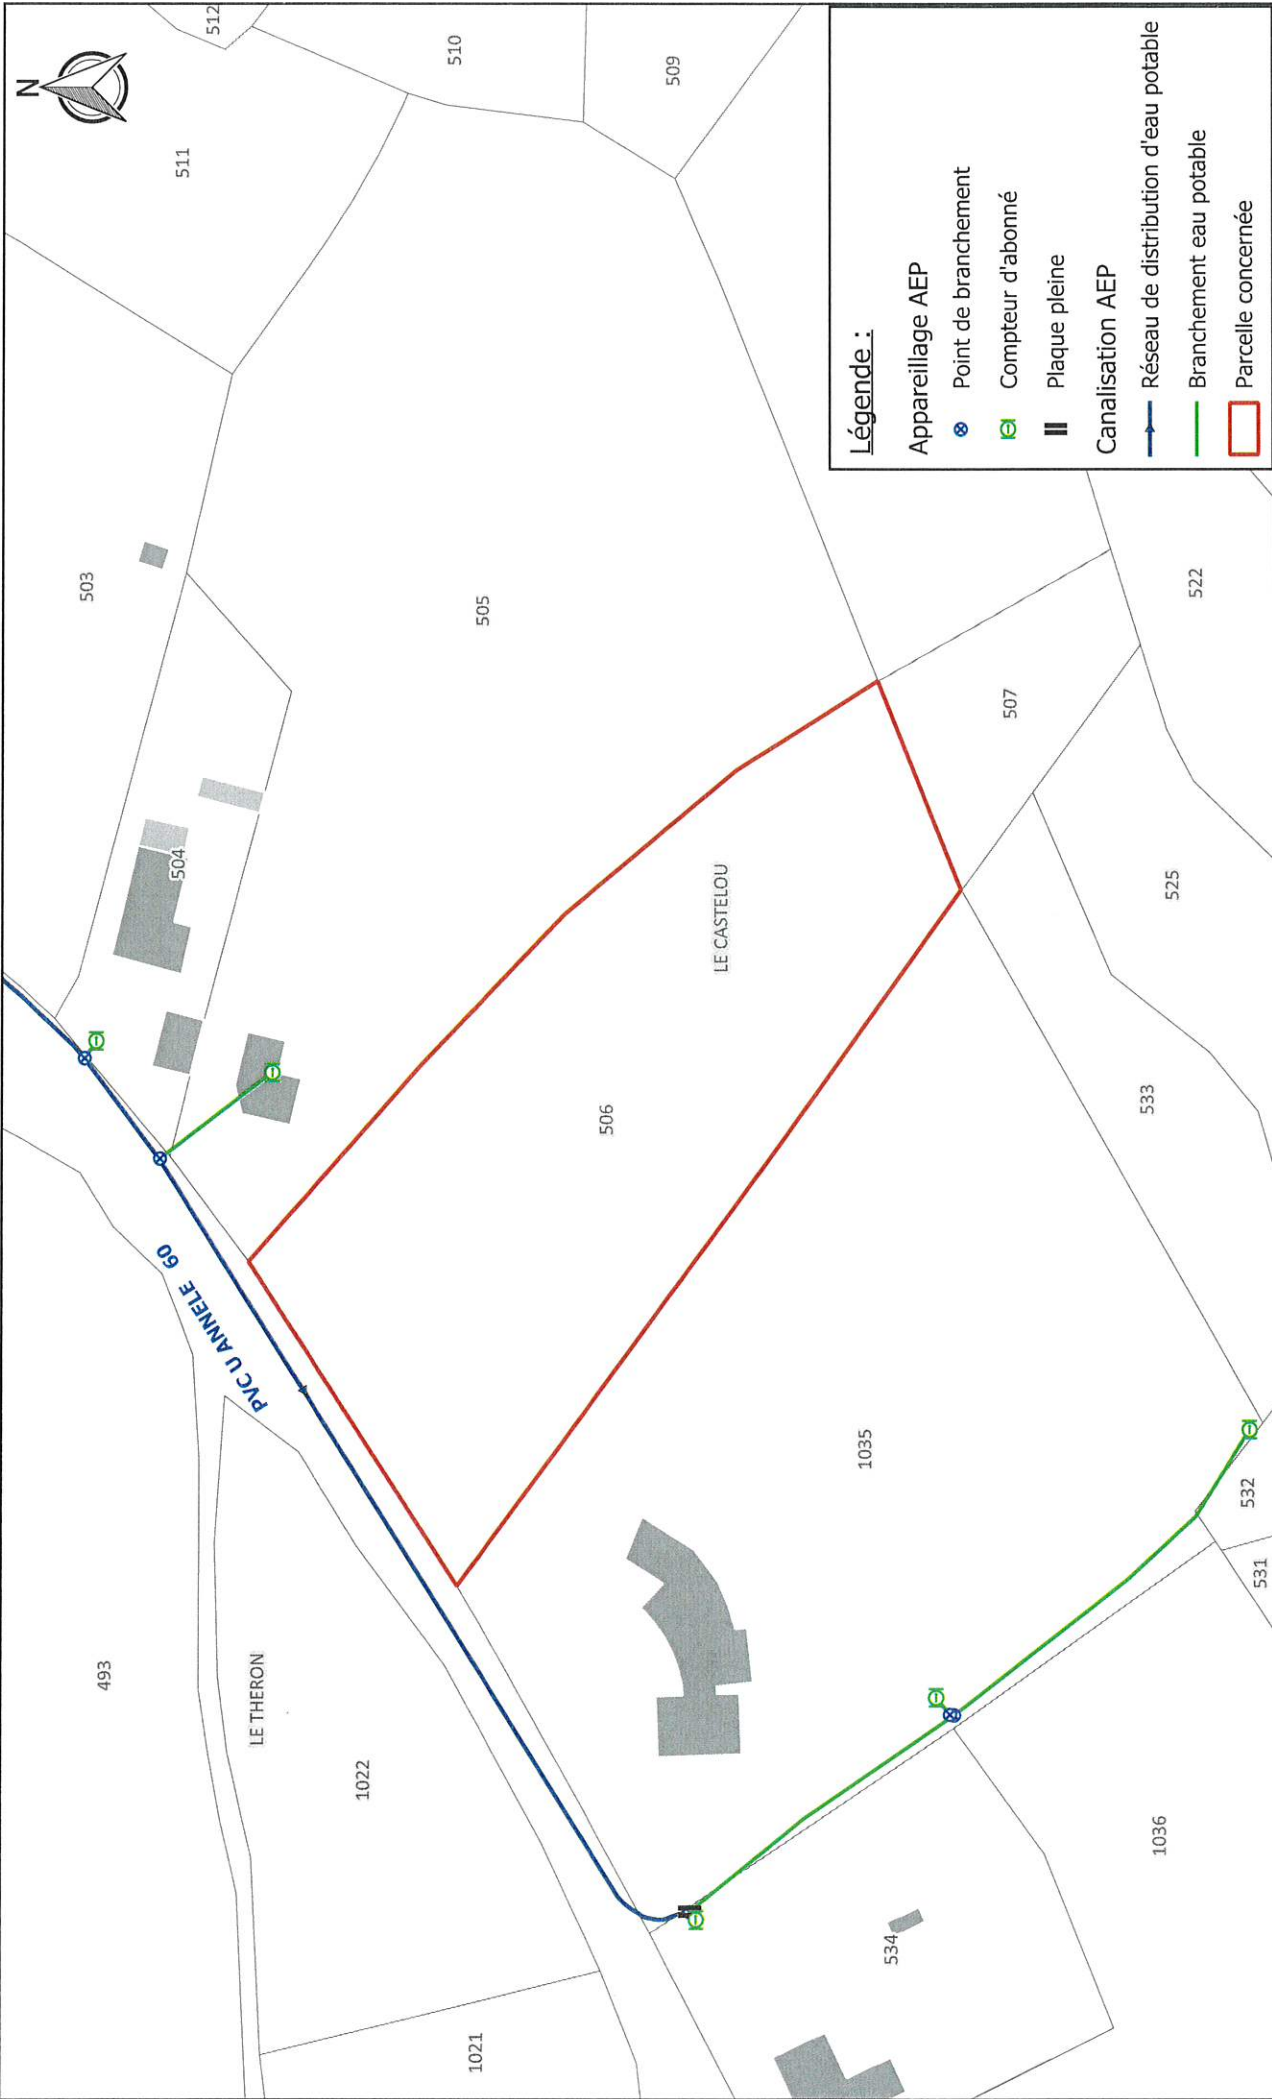 N
512
510
509
511
503
505
504
LE CASTELOU
506
507
522
525
533
PVC U ANNELE 60
493
LE THERON
1022
1021
1035
532
531
1036
534
Légende :
Appareillage AEP
Point de branchement
Compteur d'abonné
Plaque pleine
Canalisation AEP
Réseau de distribution d'eau potable
Branchement eau potable
Parcelle concernée